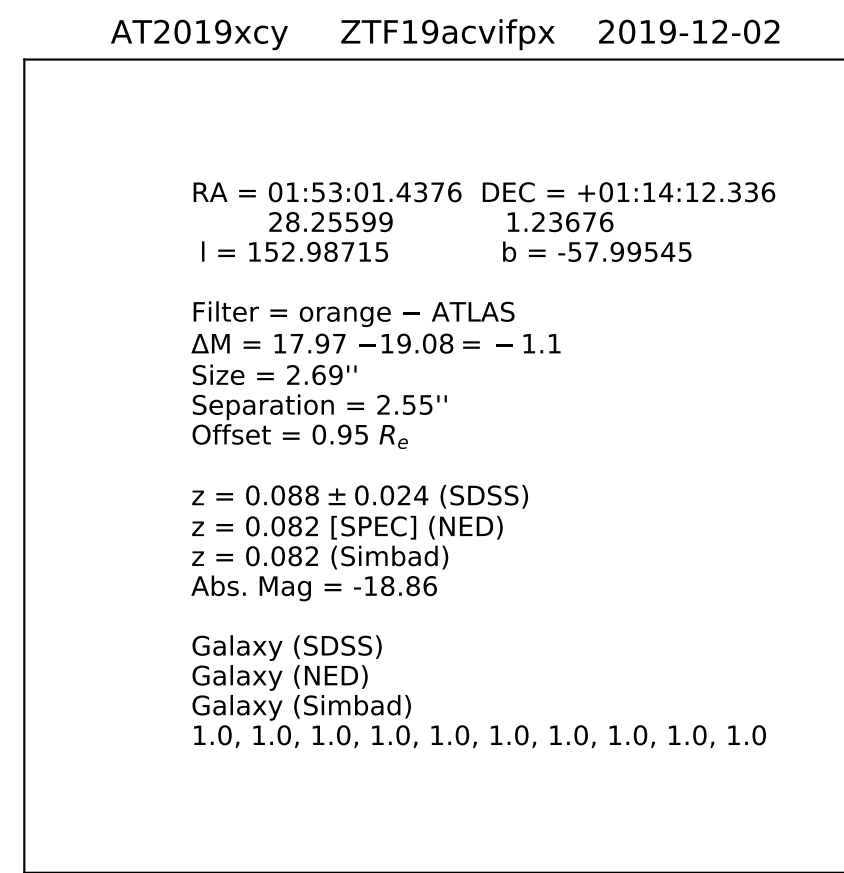 AT2019xcy ZTF19acvifpx 2019-12-02
RA = 01:53:01.4376 DEC = +01:14:12.336
28.25599 1.23676
l = 152.98715 b = -57.99545
Filter = orange − ATLAS
ΔM = 17.97 −19.08 = − 1.1
Size = 2.69''
Separation = 2.55''
Offset = 0.95 Re
z = 0.088 ± 0.024 (SDSS)
z = 0.082 [SPEC] (NED)
z = 0.082 (Simbad)
Abs. Mag = -18.86
Galaxy (SDSS)
Galaxy (NED)
Galaxy (Simbad)
1.0, 1.0, 1.0, 1.0, 1.0, 1.0, 1.0, 1.0, 1.0, 1.0